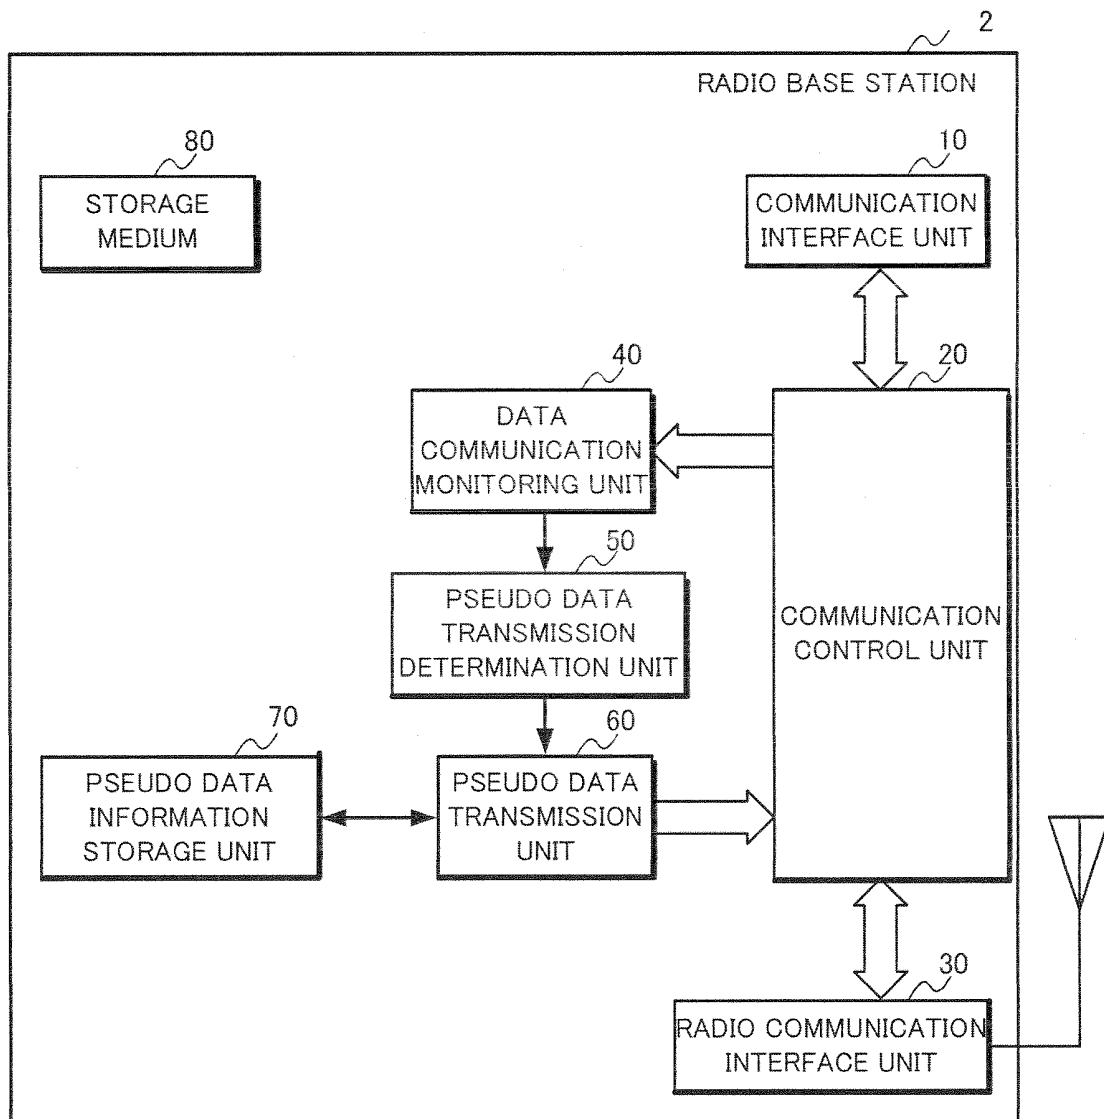 2
RADIO BASE STATION
80
STORAGE
MEDIUM
10
COMMUNICATION
INTERFACE UNIT
40
DATA
COMMUNICATION
MONITORING UNIT
20
COMMUNICATION
CONTROL UNIT
50
PSEUDO DATA
TRANSMISSION
DETERMINATION UNIT
70
PSEUDO DATA
INFORMATION
STORAGE UNIT
60
PSEUDO DATA
TRANSMISSION
UNIT
30
RADIO COMMUNICATION
INTERFACE UNIT